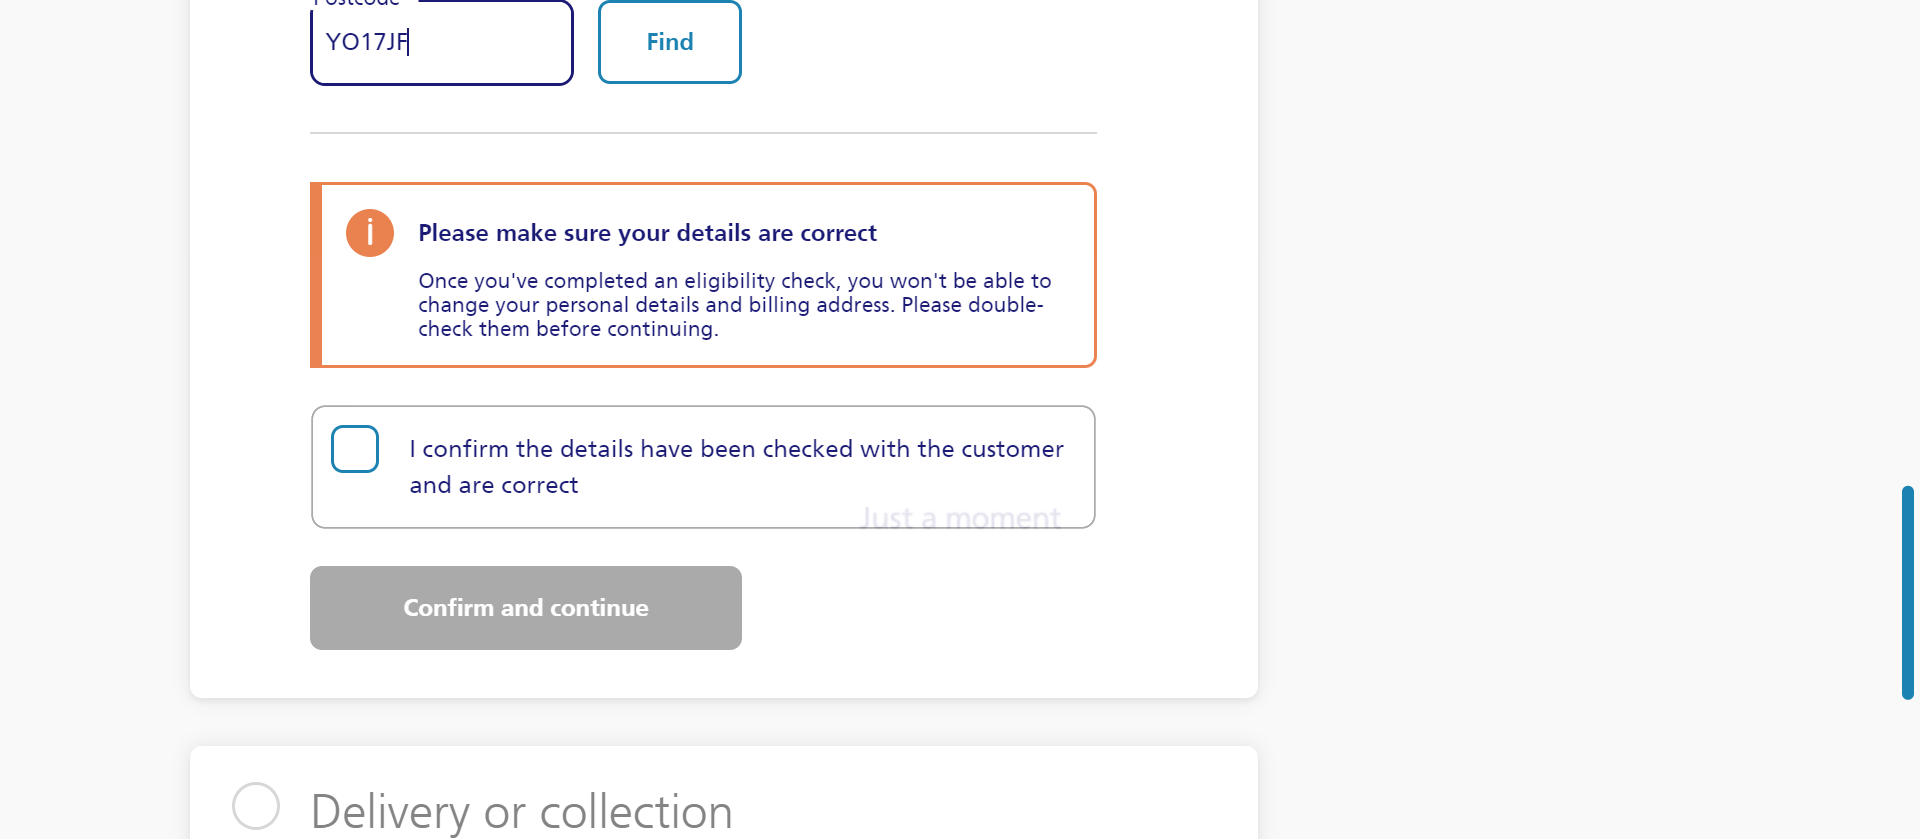 Postcode
YO17JF
Find
i
Please make sure your details are correct
Once you've completed an eligibility check, you won't be able to
change your personal details and billing address. Please double-
check them before continuing.
I confirm the details have been checked with the customer
and are correct
Just a moment
Confirm and continue
Delivery or collection